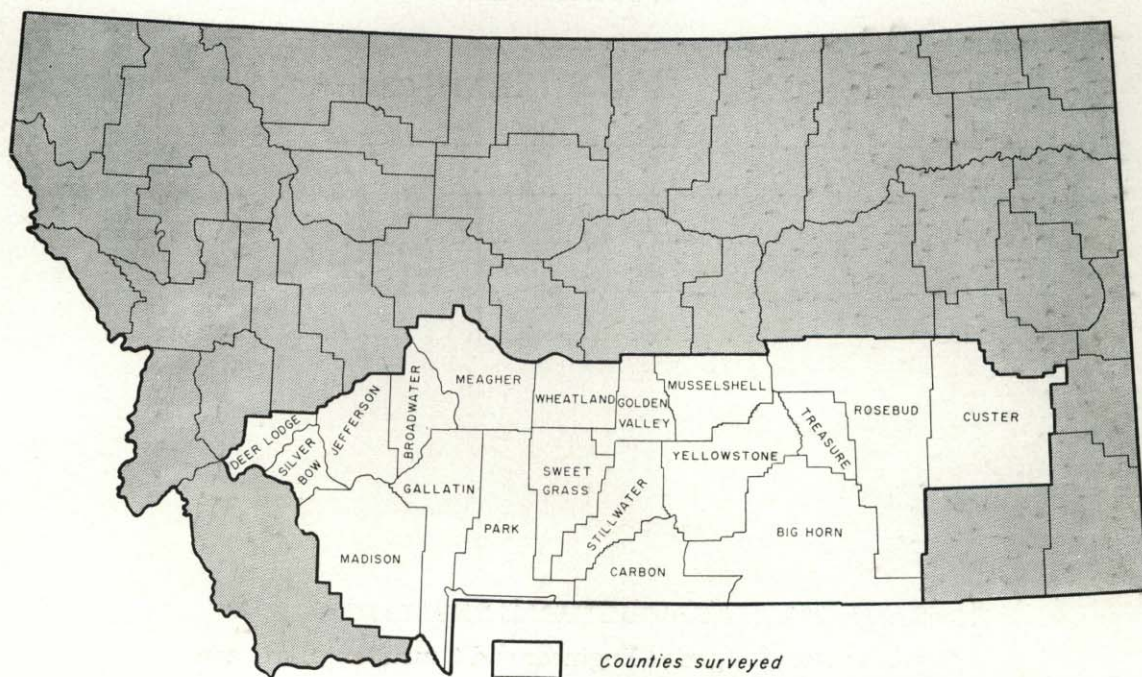 MEAGHER
WHEATLAND
GOLDEN
VALLEY
MUSSELSHELL
ROSEBUD
CUSTER
TREASURE
BROADWATER
JEFFERSON
DEER LODGE
SILVER
BOW
GALLATIN
PARK
SWEET
GRASS
STILLWATER
YELLOWSTONE
BIG HORN
MADISON
CARBON
Counties surveyed